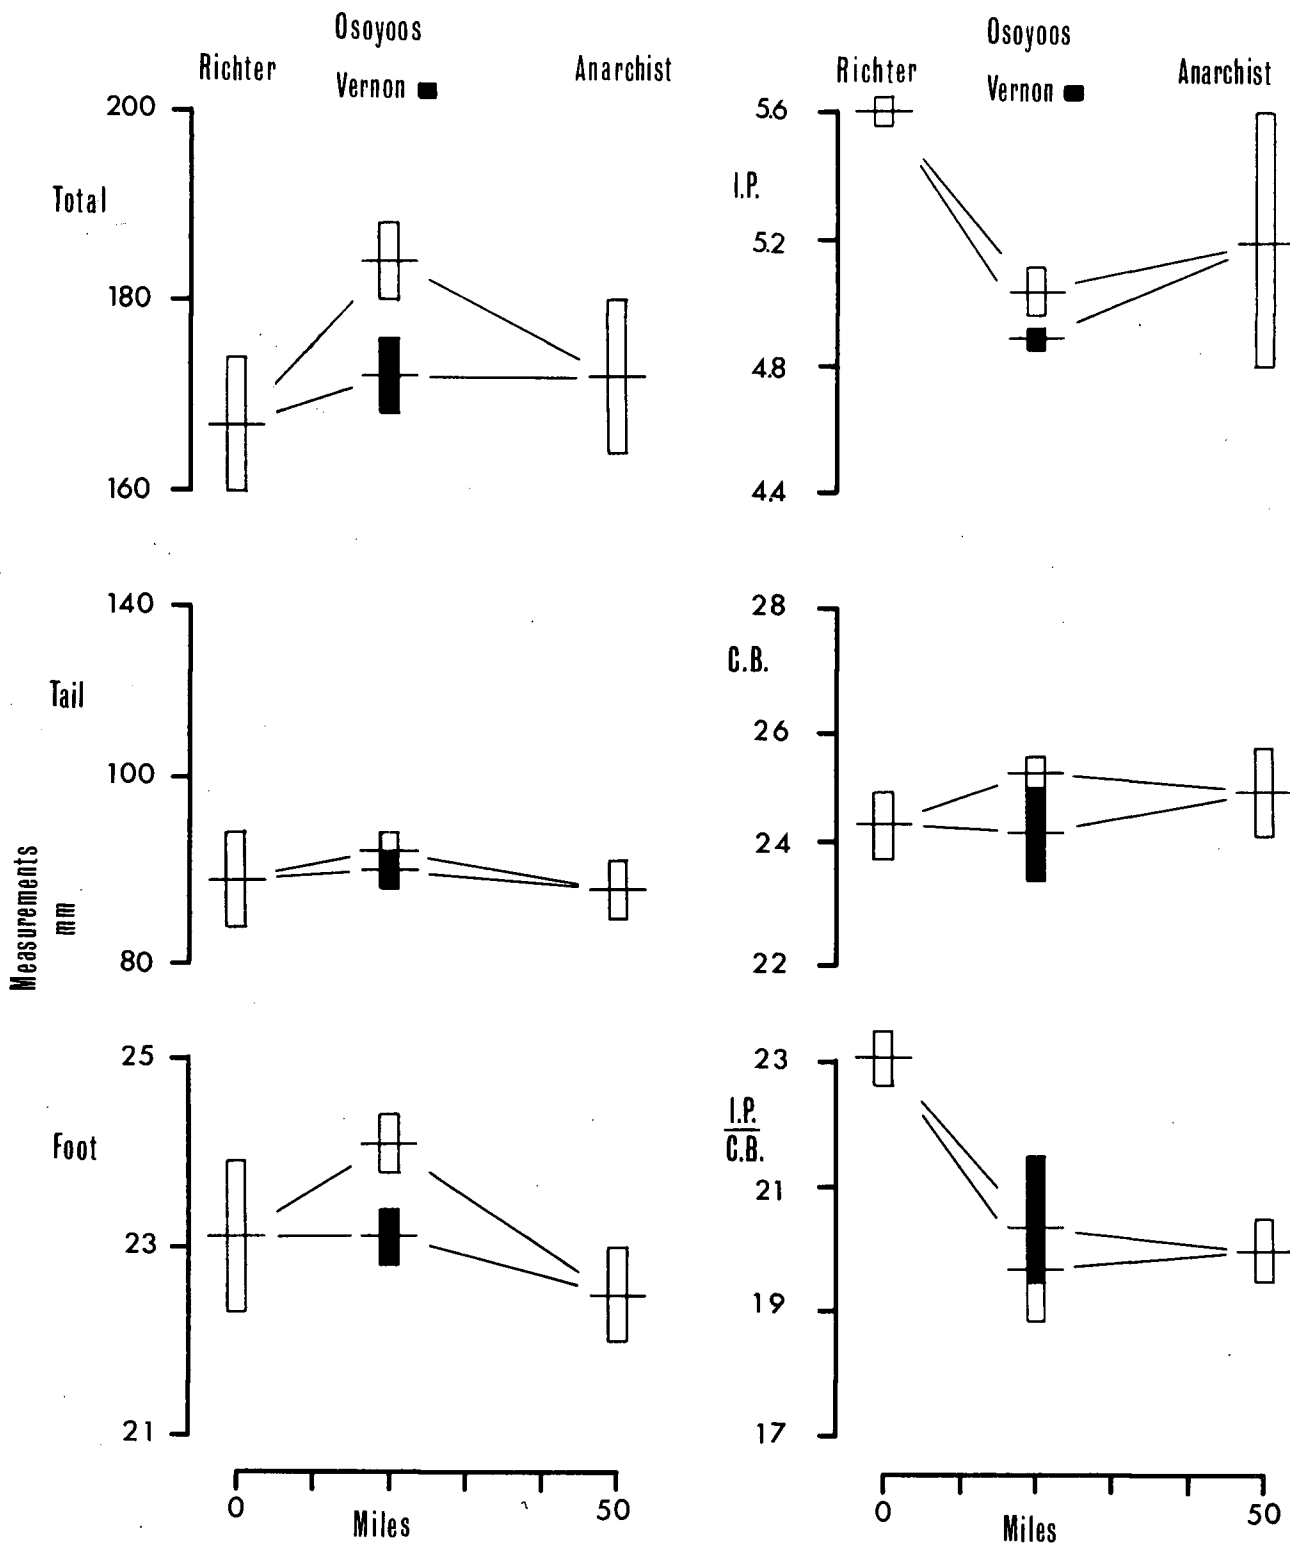 Osoyoos
Richter
Anarchist
Vernon
200
Total
180
160
140
Tail
100
80
Measurements
mm
25
Foot
23
21
0
50
Miles
Osoyoos
Richter
Anarchist
Vernon
5.6
I.P.
5.2
4.8
4.4
28
C.B.
26
24
22
23
I.P.
C.B.
21
19
17
0
50
Miles